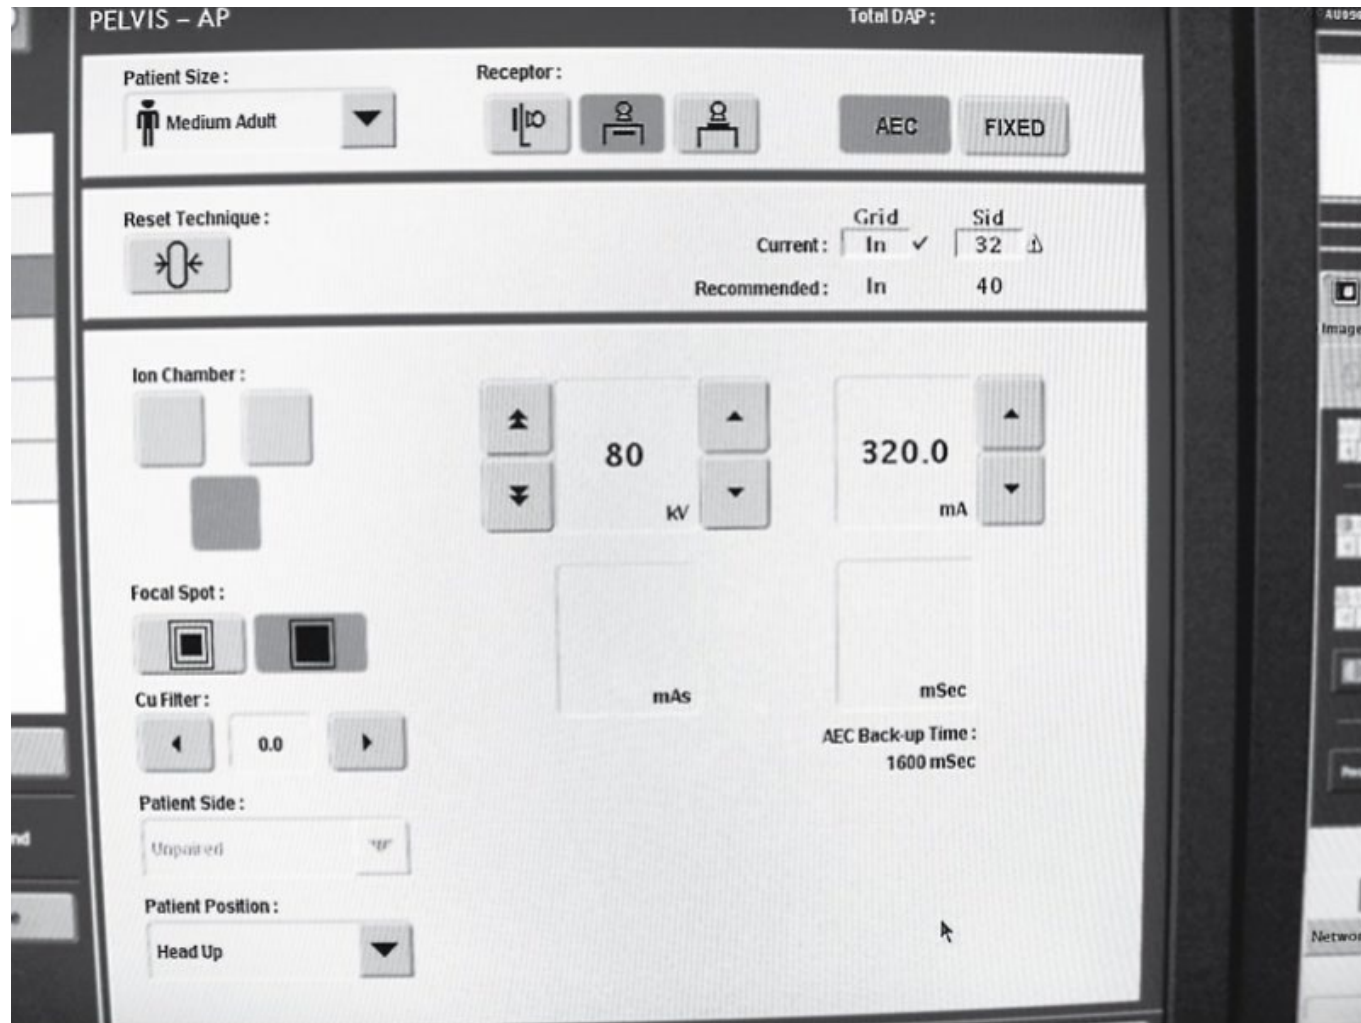 PELVIS – AP
Total DAP :
Patient Size :
Receptor :
Medium Adult
AEC
FIXED
Reset Technique :
Grid
Sid
Current :
In
32
Recommended :
In
40
Ion Chamber :
80
kV
320.0
mA
Focal Spot :
mAs
mSec
Cu Filter :
0.0
AEC Back-up Time :
1600 mSec
Patient Side :
Unpaired
Patient Position :
Head Up
Image